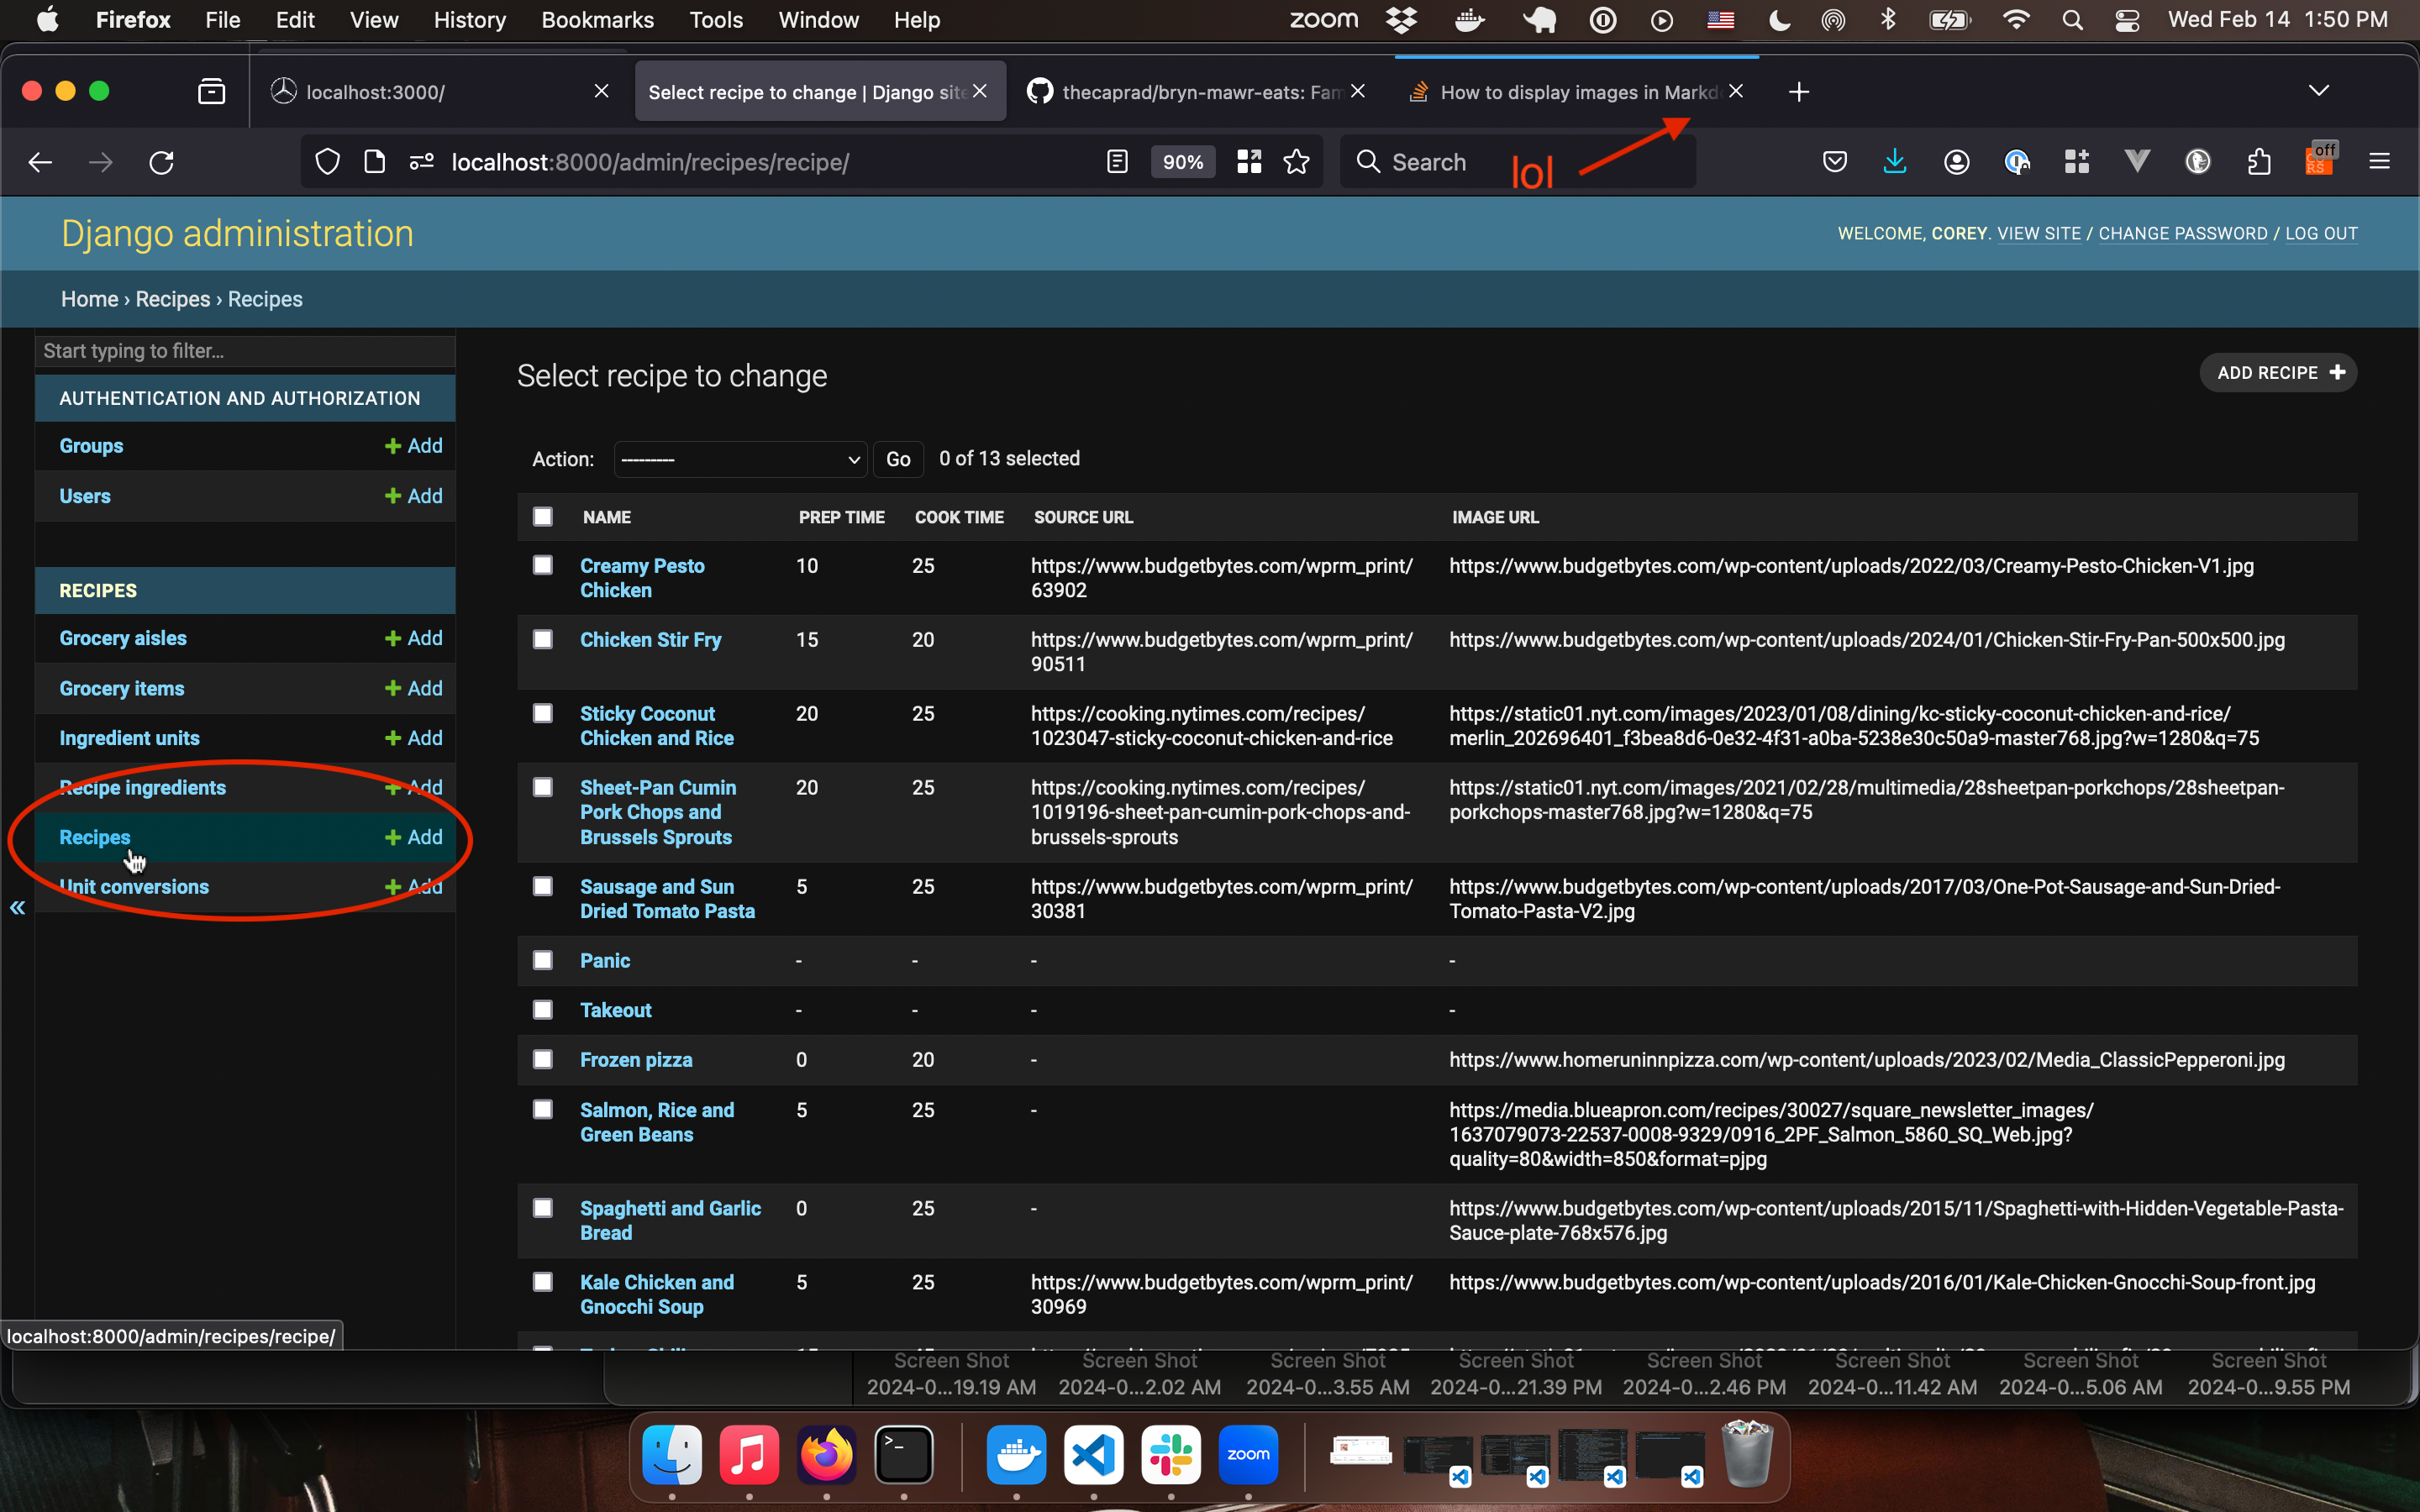 Firefox File Edit View History Bookmarks Tools Window Help zoom Wed Feb 14 1:50 PM
localhost:3000/ Select recipe to change | Django site thecaprad/bryn-mawr-eats: Fam How to display images in Markd
localhost:8000/admin/recipes/recipe/ 90% Search lol off
Django administration
WELCOME, COREY. VIEW SITE / CHANGE PASSWORD / LOG OUT
Home › Recipes › Recipes
Start typing to filter...
AUTHENTICATION AND AUTHORIZATION
Groups + Add
Users + Add
RECIPES
Grocery aisles + Add
Grocery items + Add
Ingredient units + Add
Recipe ingredients + Add
Recipes + Add
Unit conversions + Add
«
Select recipe to change
ADD RECIPE +
Action: --------- Go 0 of 13 selected
NAME PREP TIME COOK TIME SOURCE URL IMAGE URL
Creamy Pesto 10 25 https://www.budgetbytes.com/wprm_print/ https://www.budgetbytes.com/wp-content/uploads/2022/03/Creamy-Pesto-Chicken-V1.jpg
Chicken 63902
Chicken Stir Fry 15 20 https://www.budgetbytes.com/wprm_print/ https://www.budgetbytes.com/wp-content/uploads/2024/01/Chicken-Stir-Fry-Pan-500x500.jpg
90511
Sticky Coconut 20 25 https://cooking.nytimes.com/recipes/ https://static01.nyt.com/images/2023/01/08/dining/kc-sticky-coconut-chicken-and-rice/
Chicken and Rice 1023047-sticky-coconut-chicken-and-rice merlin_202696401_f3bea8d6-0e32-4f31-a0ba-5238e30c50a9-master768.jpg?w=1280&q=75
Sheet-Pan Cumin 20 25 https://cooking.nytimes.com/recipes/ https://static01.nyt.com/images/2021/02/28/multimedia/28sheetpan-porkchops/28sheetpan-
Pork Chops and 1019196-sheet-pan-cumin-pork-chops-and- porkchops-master768.jpg?w=1280&q=75
Brussels Sprouts brussels-sprouts
Sausage and Sun 5 25 https://www.budgetbytes.com/wprm_print/ https://www.budgetbytes.com/wp-content/uploads/2017/03/One-Pot-Sausage-and-Sun-Dried-
Dried Tomato Pasta 30381 Tomato-Pasta-V2.jpg
Panic - - - -
Takeout - - - -
Frozen pizza 0 20 - https://www.homeruninnpizza.com/wp-content/uploads/2023/02/Media_ClassicPepperoni.jpg
Salmon, Rice and 5 25 - https://media.blueapron.com/recipes/30027/square_newsletter_images/
Green Beans 1637079073-22537-0008-9329/0916_2PF_Salmon_5860_SQ_Web.jpg?
quality=80&width=850&format=pjpg
Spaghetti and Garlic 0 25 - https://www.budgetbytes.com/wp-content/uploads/2015/11/Spaghetti-with-Hidden-Vegetable-Pasta-
Bread Sauce-plate-768x576.jpg
Kale Chicken and 5 25 https://www.budgetbytes.com/wprm_print/ https://www.budgetbytes.com/wp-content/uploads/2016/01/Kale-Chicken-Gnocchi-Soup-front.jpg
Gnocchi Soup 30969
localhost:8000/admin/recipes/recipe/
Screen Shot Screen Shot Screen Shot Screen Shot Screen Shot Screen Shot Screen Shot Screen Shot
2024-0...19.19 AM 2024-0...2.02 AM 2024-0...3.55 AM 2024-0...21.39 PM 2024-0...2.46 PM 2024-0...11.42 AM 2024-0...5.06 AM 2024-0...9.55 PM
zoom